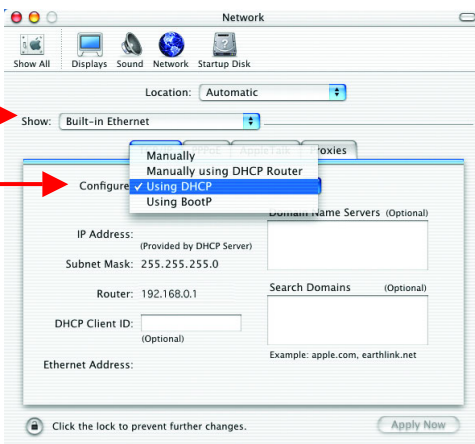 Network
Show All Displays Sound Network Startup Disk
Location: Automatic
Show: Built-in Ethernet
AppleTalk Proxies
Manually
Manually using DHCP Router
Configure ✓ Using DHCP
Using BootP
Domain Name Servers (Optional)
IP Address:
(Provided by DHCP Server)
Subnet Mask: 255.255.255.0
Router: 192.168.0.1
Search Domains (Optional)
DHCP Client ID:
(Optional)
Example: apple.com, earthlink.net
Ethernet Address:
Click the lock to prevent further changes.
Apply Now